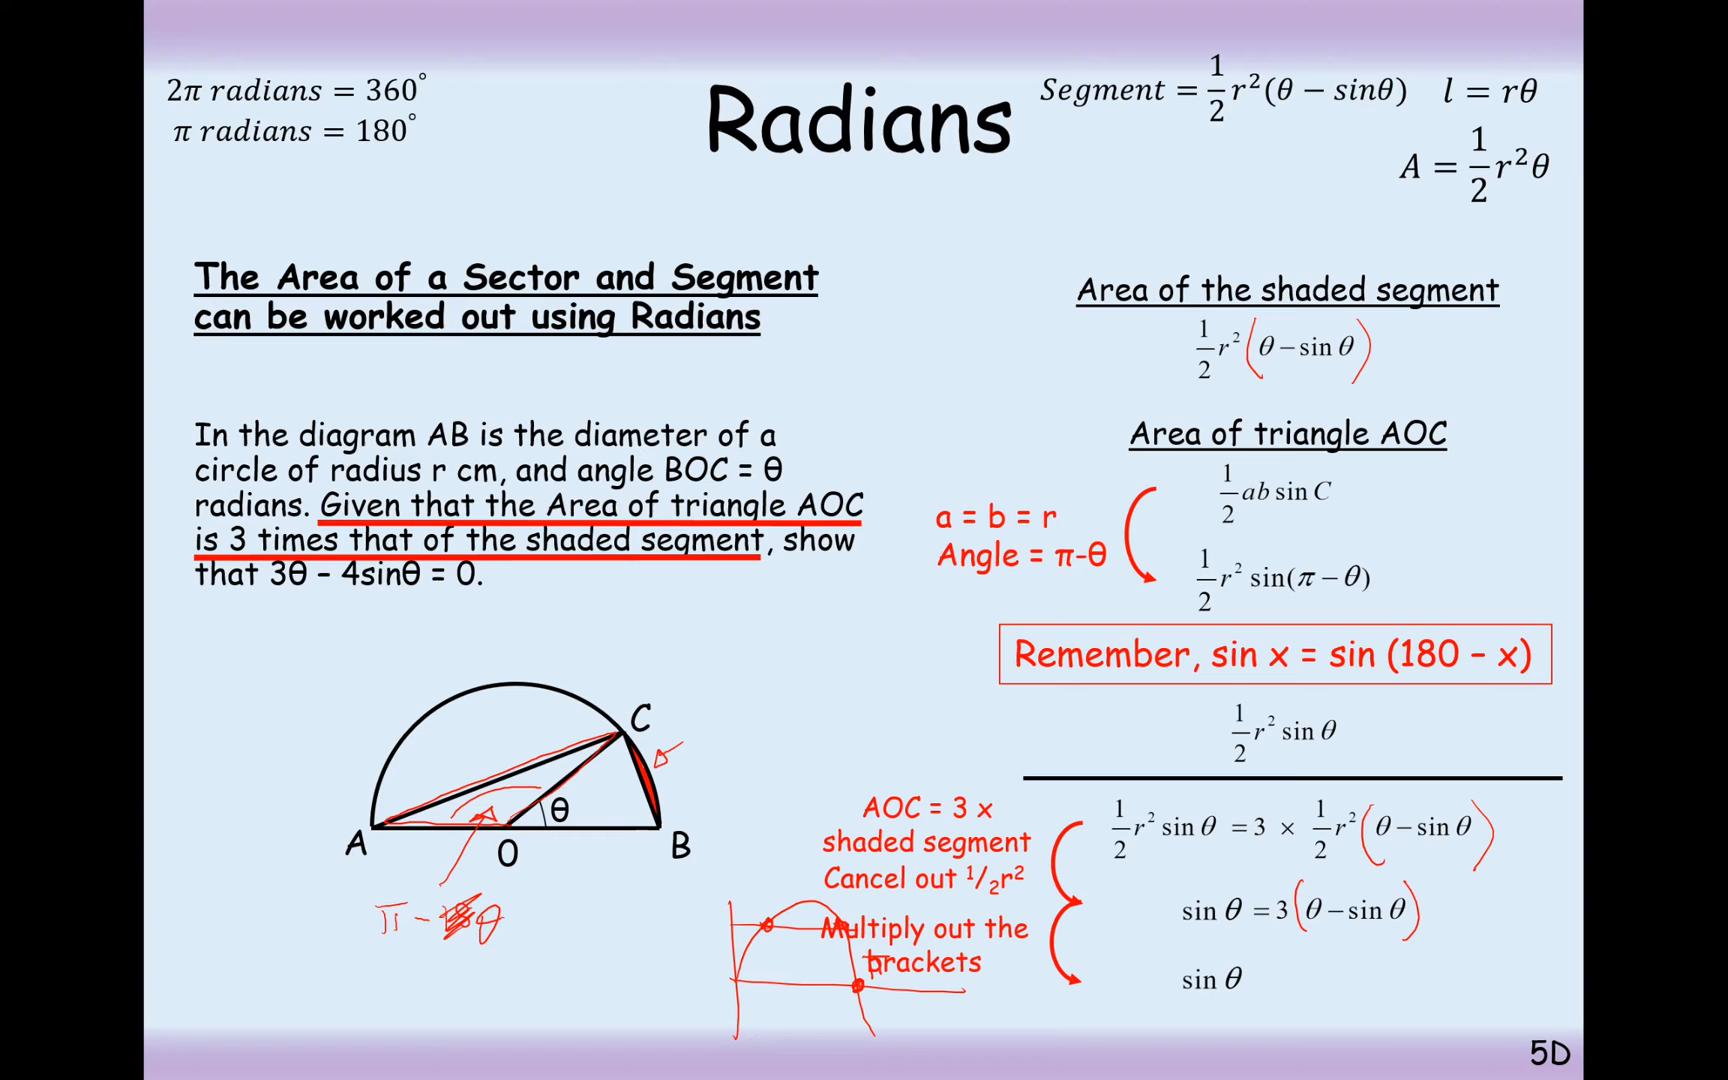 2π radians = 360°
π radians = 180°
Radians
Segment = 1/2 r²(θ − sinθ)
l = rθ
A = 1/2 r²θ
The Area of a Sector and Segment
can be worked out using Radians
In the diagram AB is the diameter of a
circle of radius r cm, and angle BOC = θ
radians. Given that the Area of triangle AOC
is 3 times that of the shaded segment, show
that 3θ – 4sinθ = 0.
A
O
B
C
θ
π - θ
Area of the shaded segment
1/2 r² (θ − sin θ)
Area of triangle AOC
1/2 ab sin C
a = b = r
Angle = π-θ
1/2 r² sin(π − θ)
Remember, sin x = sin (180 – x)
1/2 r² sin θ
AOC = 3 x
shaded segment
Cancel out ¹/₂r²
1/2 r² sin θ = 3 × 1/2 r² (θ − sin θ)
sin θ = 3(θ − sin θ)
Multiply out the
brackets
π
sin θ
5D